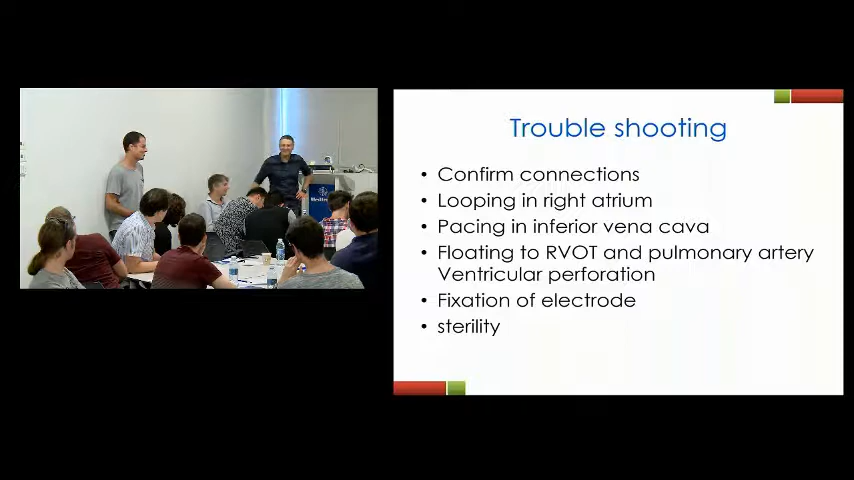 Trouble shooting
• Confirm connections
• Looping in right atrium
• Pacing in inferior vena cava
• Floating to RVOT and pulmonary artery
Ventricular perforation
• Fixation of electrode
• sterility